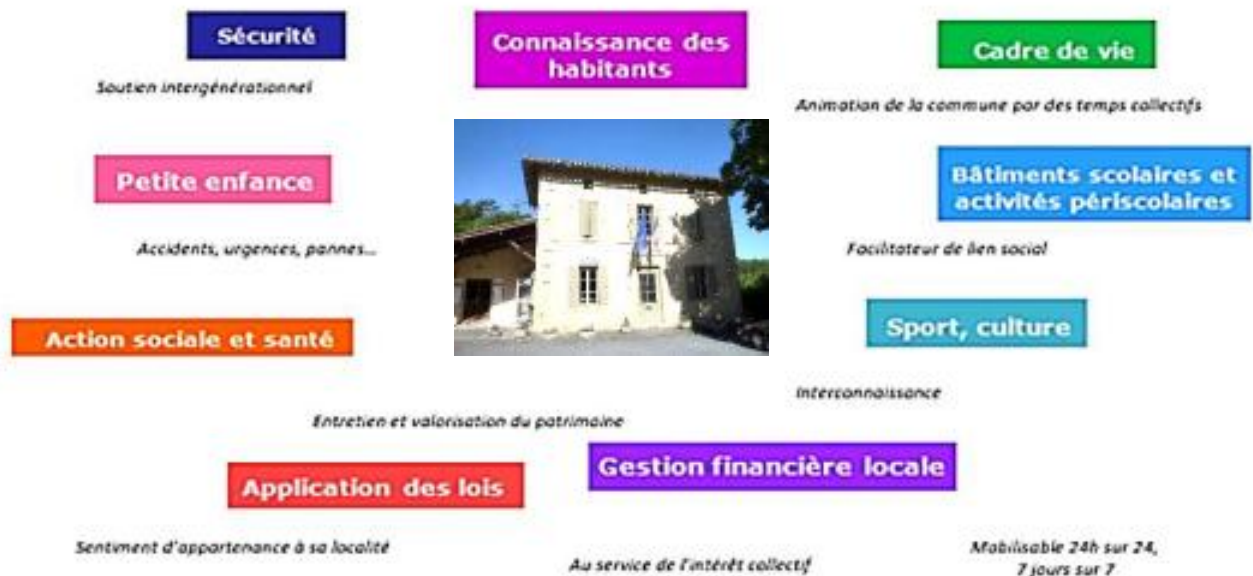 Sécurité
Connaissance des
habitants
Cadre de vie
Soutien intergénérationnel
Animation de la commune par des temps collectifs
Petite enfance
Bâtiments scolaires et
activités périscolaires
Accidents, urgences, pannes...
Facilitateur de lien social
Action sociale et santé
Sport, culture
Interconnaissance
Entretien et valorisation du patrimoine
Gestion financière locale
Application des lois
Sentiment d'appartenance à sa localité
Au service de l'intérêt collectif
Mobilisable 24h sur 24,
7 jours sur 7